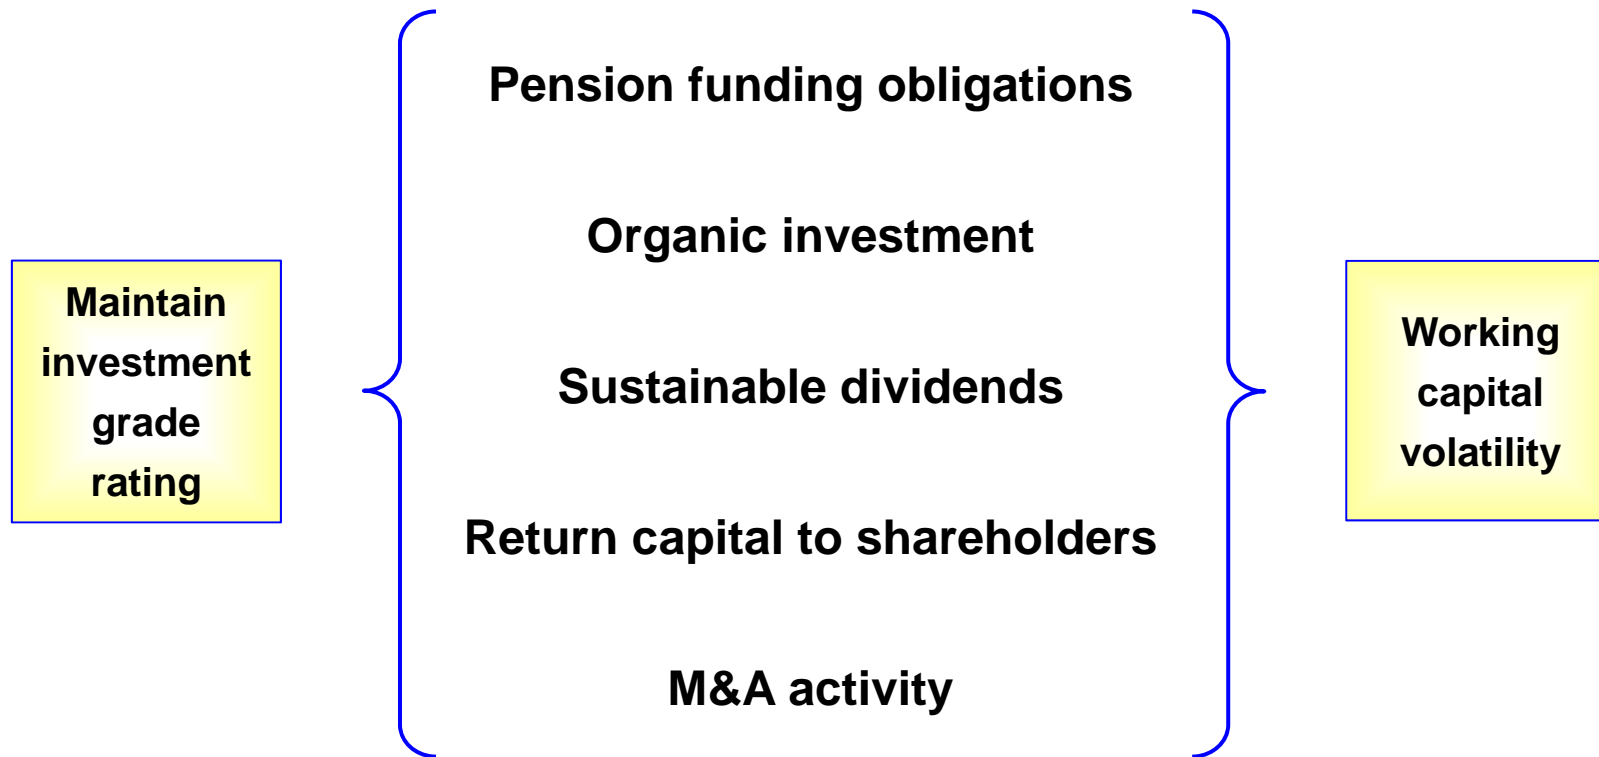 Maintain
investment
grade
rating
Pension funding obligations
Organic investment
Sustainable dividends
Return capital to shareholders
M&A activity
Working
capital
volatility